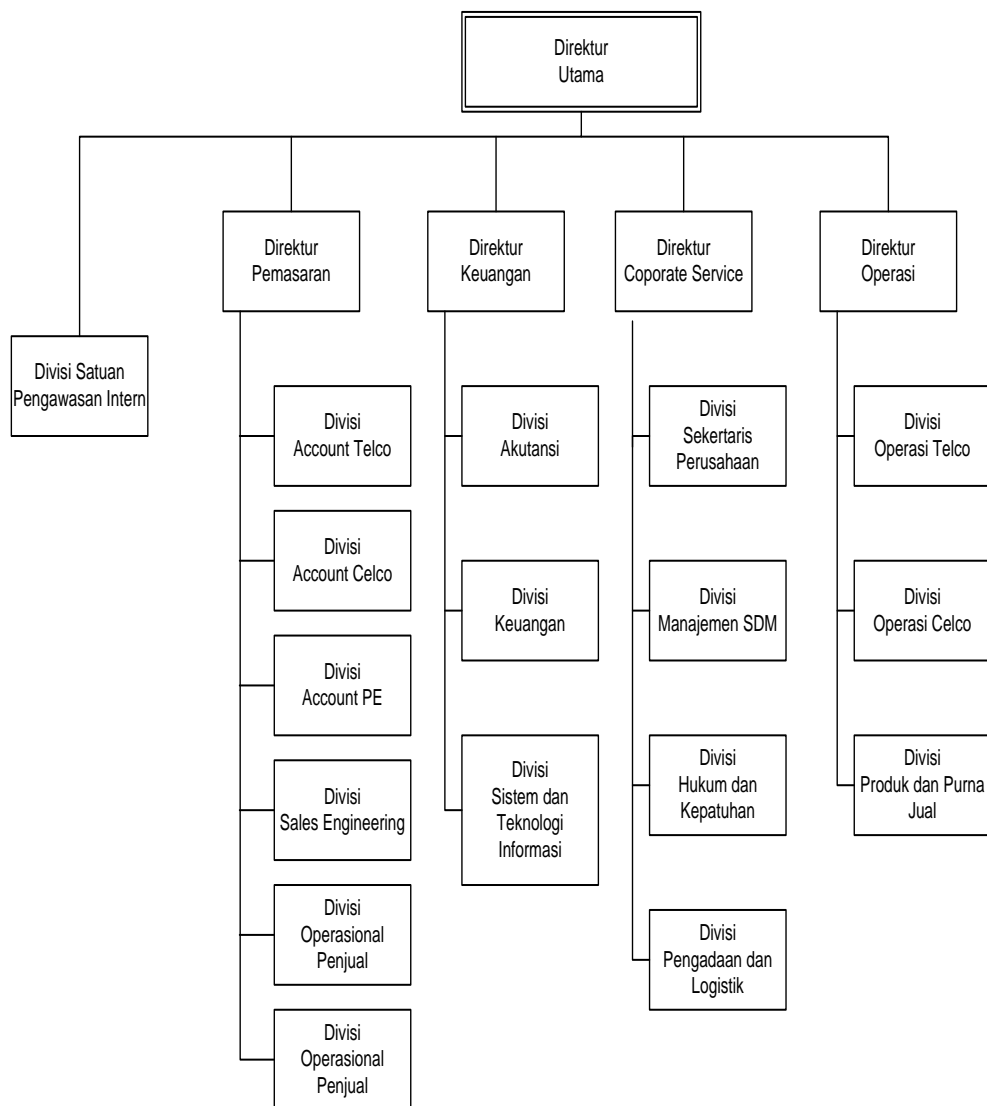 Direktur
Utama
Direktur
Pemasaran
Direktur
Keuangan
Direktur
Coporate Service
Direktur
Operasi
Divisi Satuan
Pengawasan Intern
Divisi
Account Telco
Divisi
Account Celco
Divisi
Account PE
Divisi
Sales Engineering
Divisi
Operasional
Penjual
Divisi
Operasional
Penjual
Divisi
Akutansi
Divisi
Keuangan
Divisi
Sistem dan
Teknologi
Informasi
Divisi
Sekertaris
Perusahaan
Divisi
Manajemen SDM
Divisi
Hukum dan
Kepatuhan
Divisi
Pengadaan dan
Logistik
Divisi
Operasi Telco
Divisi
Operasi Celco
Divisi
Produk dan Purna
Jual